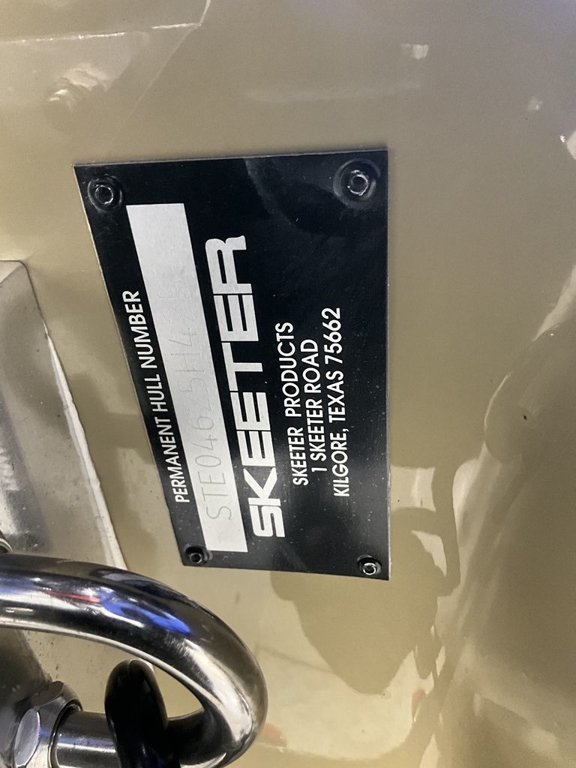 PERMANENT HULL NUMBER
SKEETER
SKEETER PRODUCTS
1 SKEETER ROAD
KILGORE, TEXAS 75662